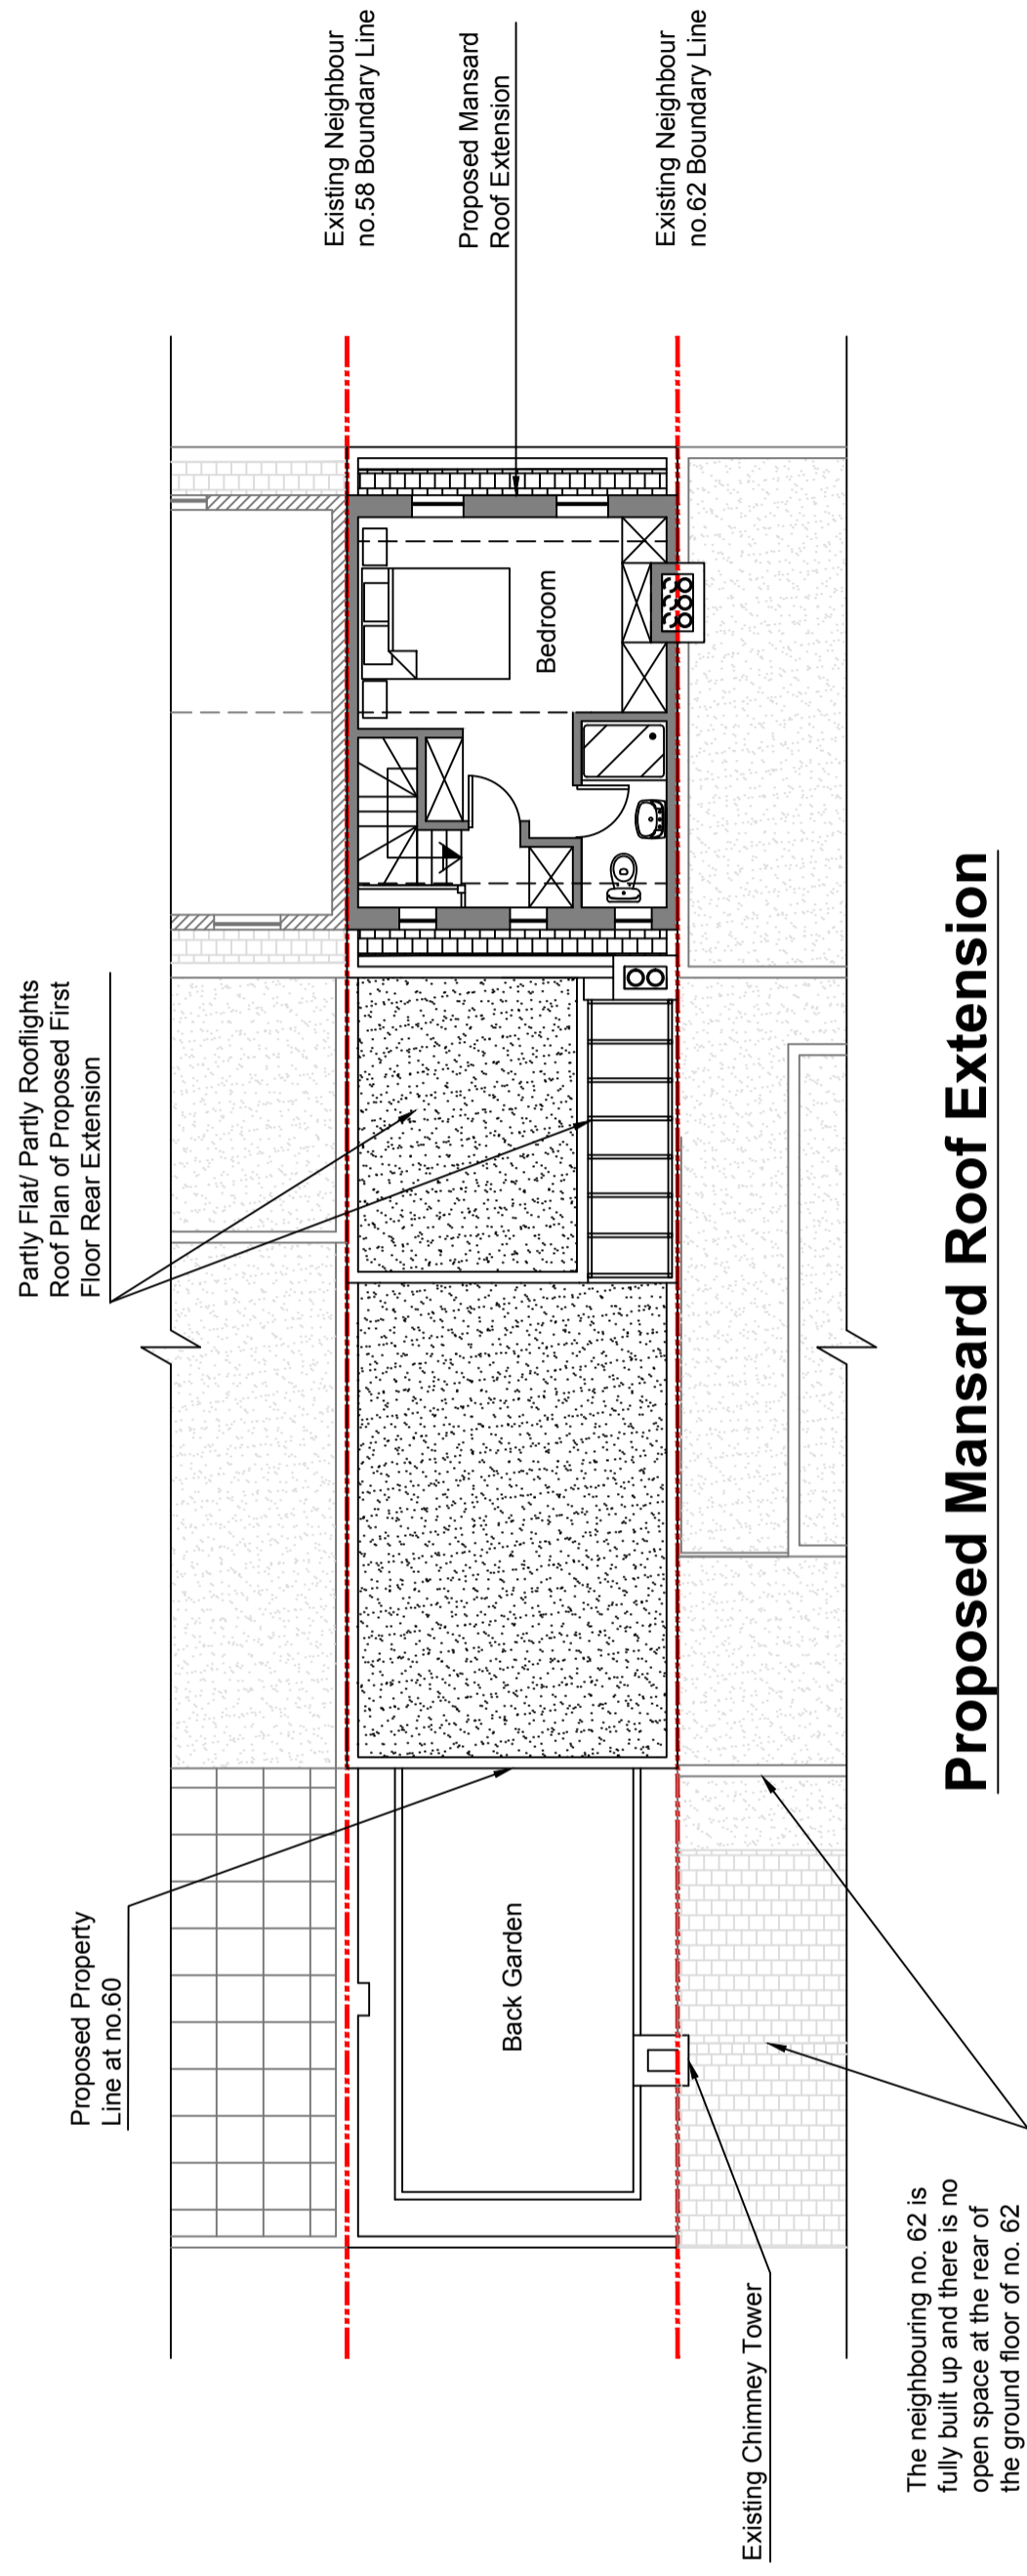 Existing Chimney Tower
The neighbouring no. 62 is
fully built up and there is no
open space at the rear of
the ground floor of no. 62
Proposed Property
Line at no.60
Back Garden
Partly Flat/ Partly Rooflights
Roof Plan of Proposed First
Floor Rear Extension
Bedroom
Existing Neighbour
no.58 Boundary Line
Proposed Mansard
Roof Extension
Existing Neighbour
no.62 Boundary Line
Proposed Mansard Roof Extension